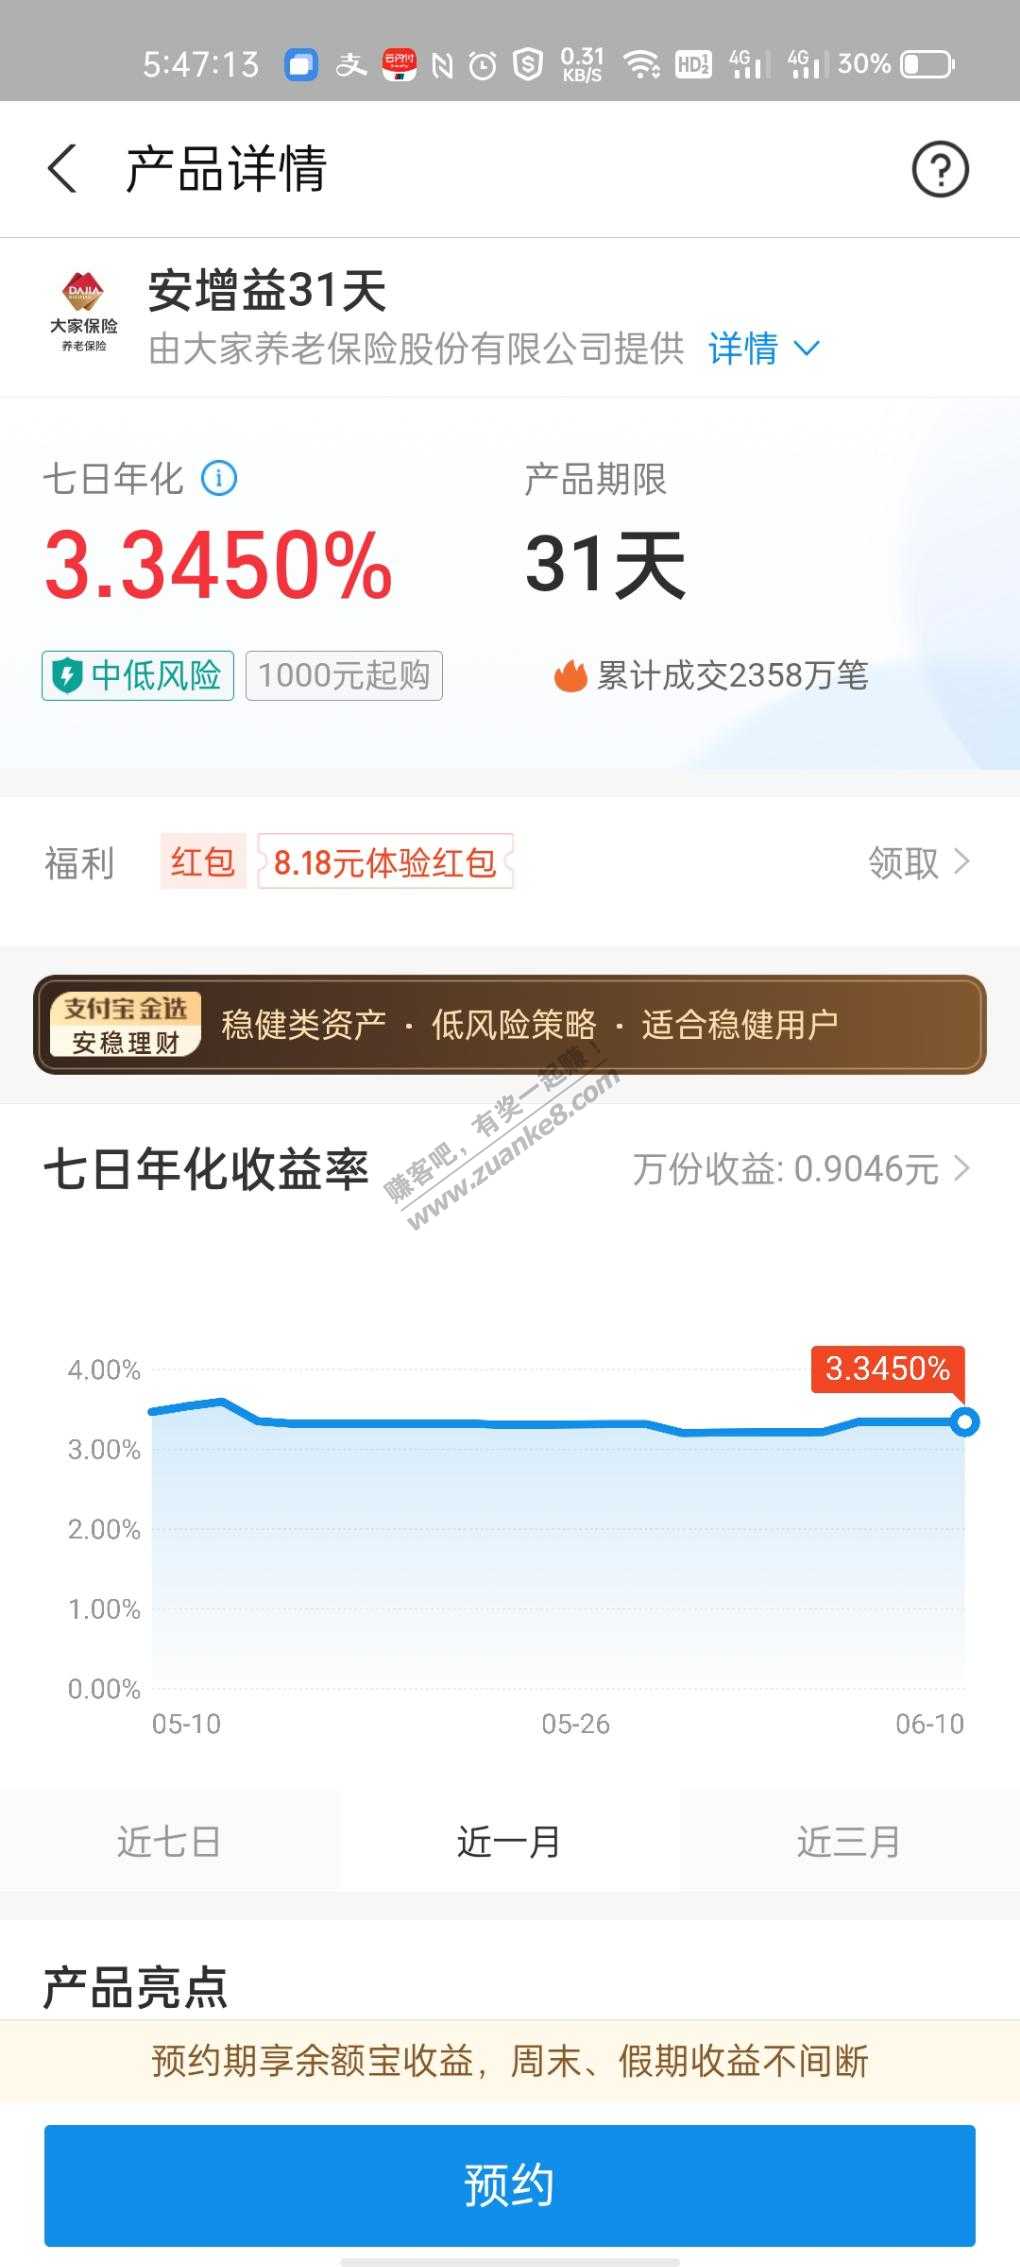 5:47:13 支 云闪付 0.31 KB/S HD 1 2 4G 4G 30%
产品详情
DAJIA
大家保险
养老保险
安增益31天
由大家养老保险股份有限公司提供 详情
七日年化 产品期限
3.3450% 31天
中低风险 1000元起购 累计成交2358万笔
福利 红包 8.18元体验红包 领取
支付宝 金选
安稳理财
稳健类资产 · 低风险策略 · 适合稳健用户
赚客吧，有奖一起赚！
www.zuanke8.com
七日年化收益率 万份收益: 0.9046元
3.3450%
4.00%
3.00%
2.00%
1.00%
0.00%
05-10 05-26 06-10
近七日 近一月 近三月
产品亮点
预约期享余额宝收益，周末、假期收益不间断
预约